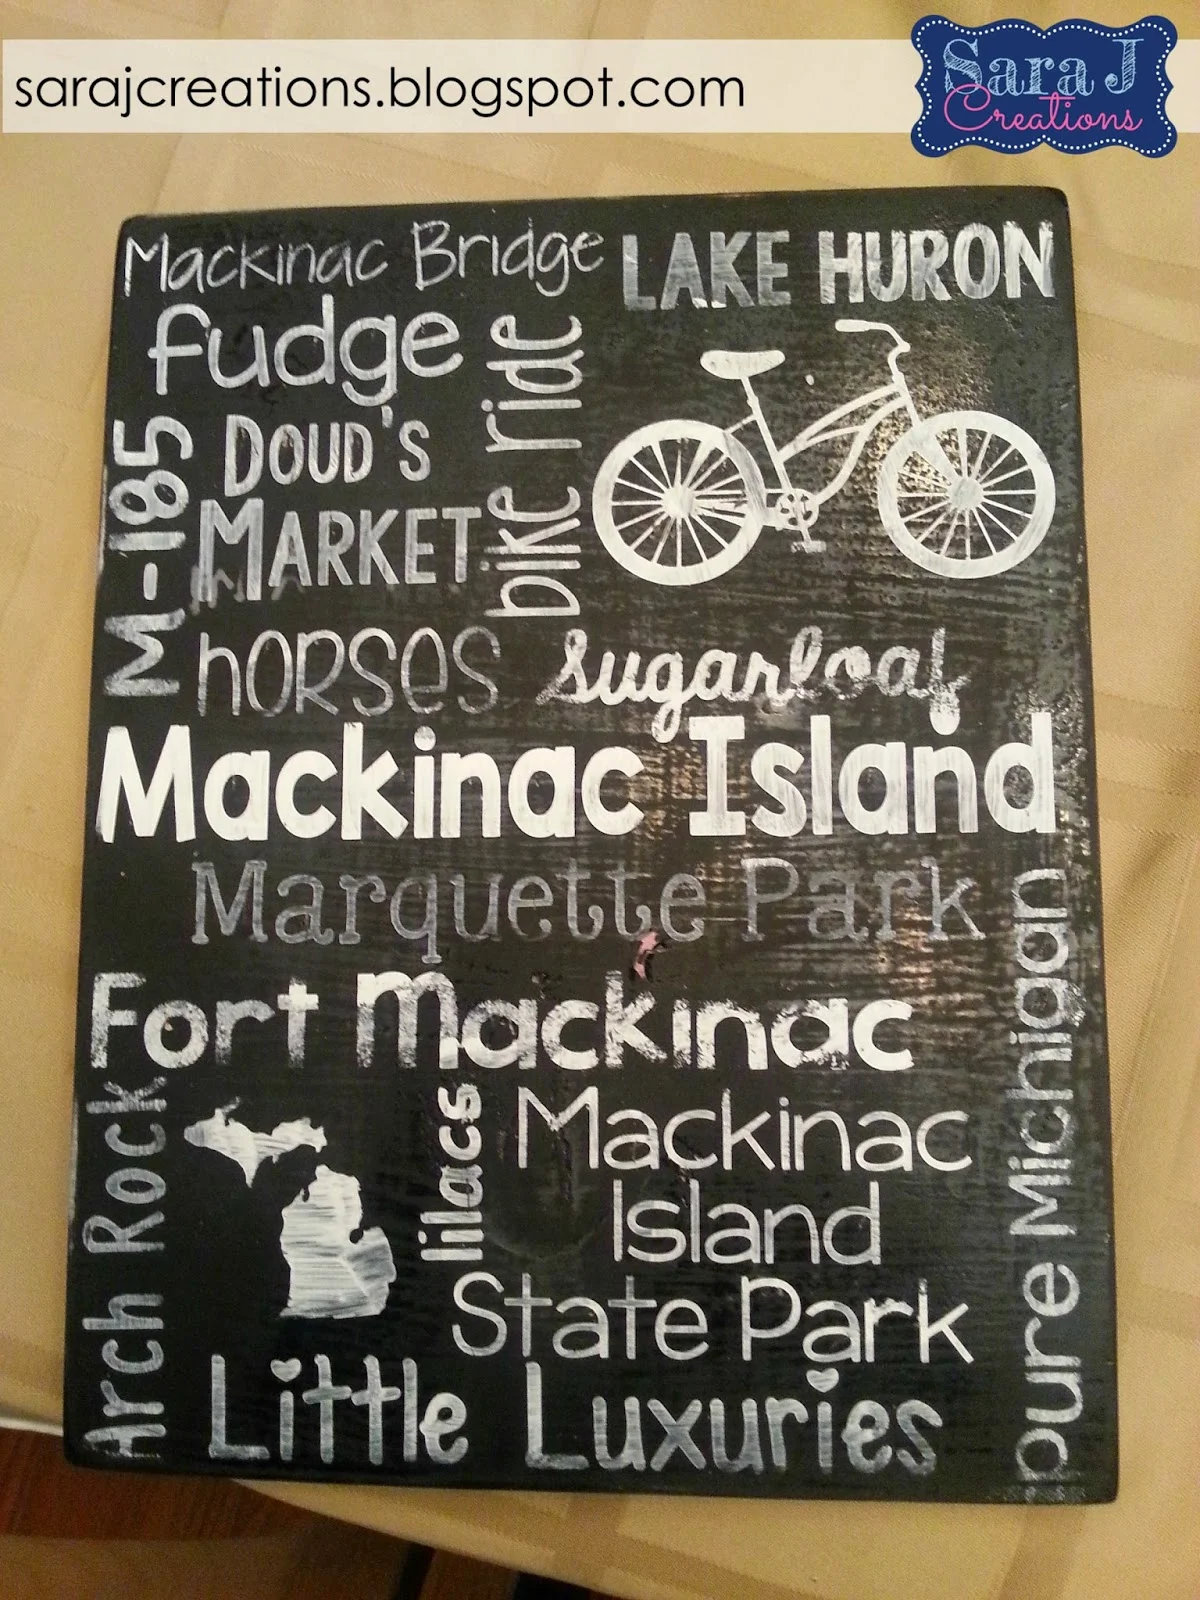 sarajcreations.blogspot.com
Sara J
Creations
Mackinac Bridge
LAKE HURON
fudge
bike ride
M-185
DOUD'S
MARKET
horses
sugarloaf
Mackinac Island
Marquette Park
Fort Mackinac
Arch Rock
lilacs
Mackinac
Island
State Park
pure Michigan
Little Luxuries